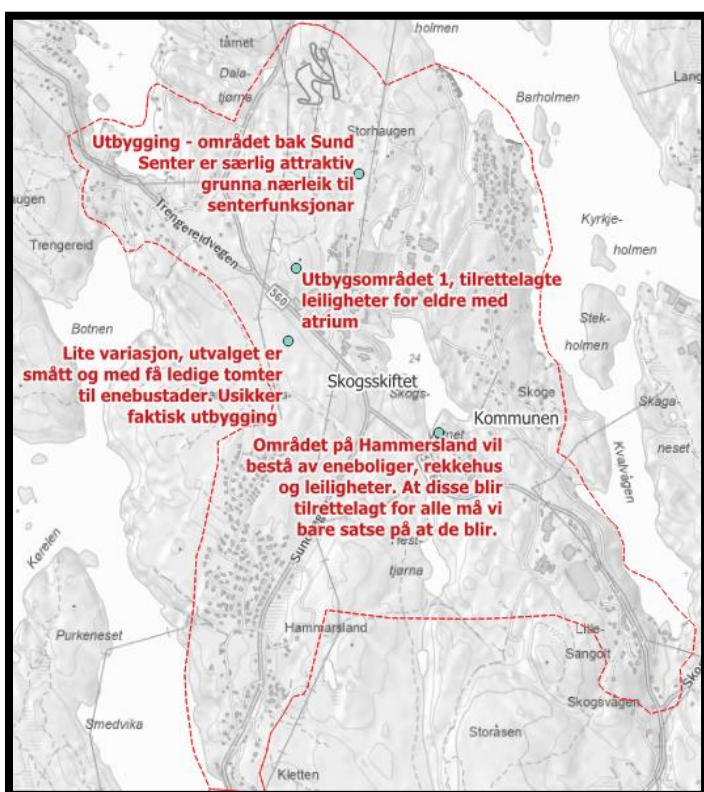 holmen
tårnet
Dala-
tjørna
Lang
Barholmen
Storhaugen
Utbygging - området bak Sund
Senter er særlig attraktiv
grunna nærleik til
senterfunksjonar
augen
Trengereid
Trengereidvegen
Kyrkje-
holmen
Utbygsområdet 1, tilrettelagte
leiligheter for eldre med
atrium
560
Botnen
Stek-
holmen
Lite variasjon, utvalget er
smått og med få ledige tomter
til enebustader. Usikker
faktisk utbygging
24
Skogsskiftet
Skogs-
vatnet
Skoge
Kommunen
Skaga-
neset
Området på Hammersland vil
bestå av eneboliger, rekkehus
og leiligheter. At disse blir
tilrettelagt for alle må vi
bare satse på at de blir.
Kvalvågen
Kørelen
tjørna
Purkeneset
Hammarsland
Litle-
Sangolt
Skogsvågen
Smedvika
Storåsen
Kletten